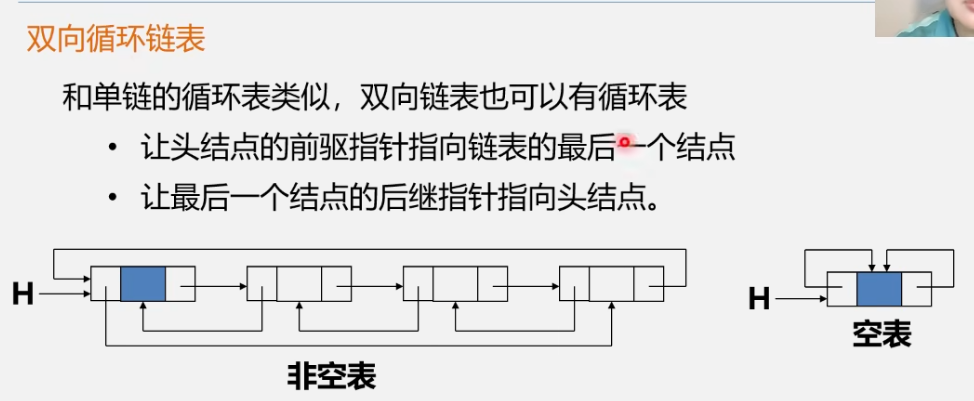 双向循环链表
和单链的循环表类似，双向链表也可以有循环表
• 让头结点的前驱指针指向链表的最后一个结点
• 让最后一个结点的后继指针指向头结点。
H
H
空表
非空表